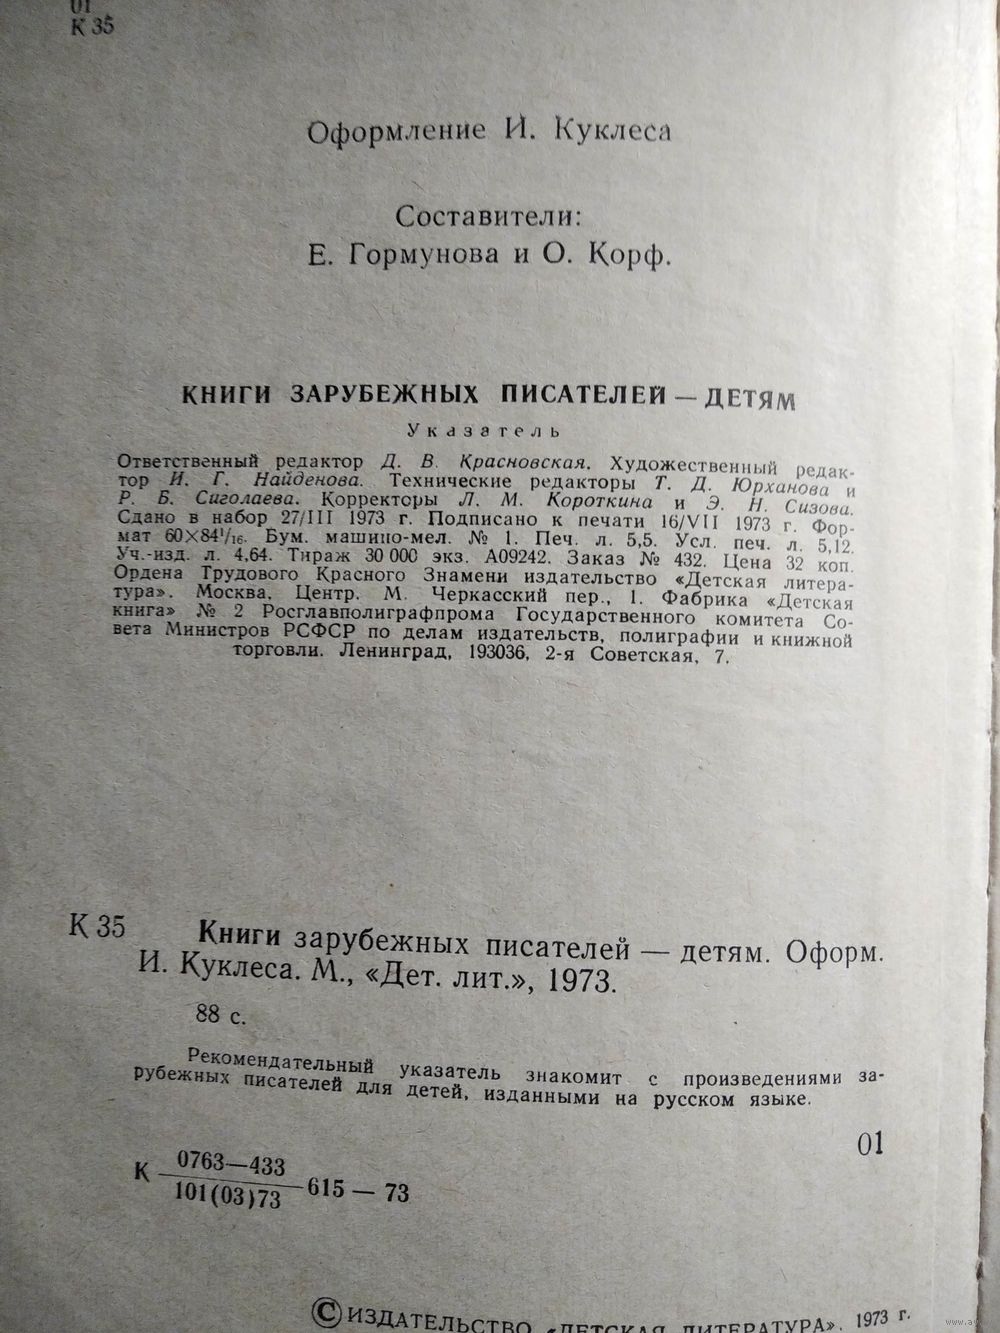 01
К 35
Оформление И. Куклеса
Составители:
Е. Гормунова и О. Корф.
КНИГИ ЗАРУБЕЖНЫХ ПИСАТЕЛЕЙ — ДЕТЯМ
Указатель
Ответственный редактор Д. В. Красновская. Художественный редак-
тор И. Г. Найденова. Технические редакторы Т. Д. Юрханова и
Р. Б. Сиголаева. Корректоры Л. М. Короткина и Э. Н. Сизова.
Сдано в набор 27/III 1973 г. Подписано к печати 16/VII 1973 г. Фор-
мат 60×84¹/₁₆. Бум. машино-мел. № 1. Печ. л. 5,5. Усл. печ. л. 5,12.
Уч.-изд. л. 4,64. Тираж 30 000 экз. А09242. Заказ № 432. Цена 32 коп.
Ордена Трудового Красного Знамени издательство «Детская литера-
тура». Москва, Центр, М. Черкасский пер., 1. Фабрика «Детская
книга» № 2 Росглавполиграфпрома Государственного комитета Со-
вета Министров РСФСР по делам издательств, полиграфии и книжной
торговли. Ленинград, 193036, 2-я Советская, 7.
К 35 Книги зарубежных писателей — детям. Оформ.
И. Куклеса. М., «Дет. лит.», 1973.
88 с.
Рекомендательный указатель знакомит с произведениями за-
рубежных писателей для детей, изданными на русском языке.
01
К 0763—433
101(03)73 615 — 73
© ИЗДАТЕЛЬСТВО «ДЕТСКАЯ ЛИТЕРАТУРА». 1973 г.